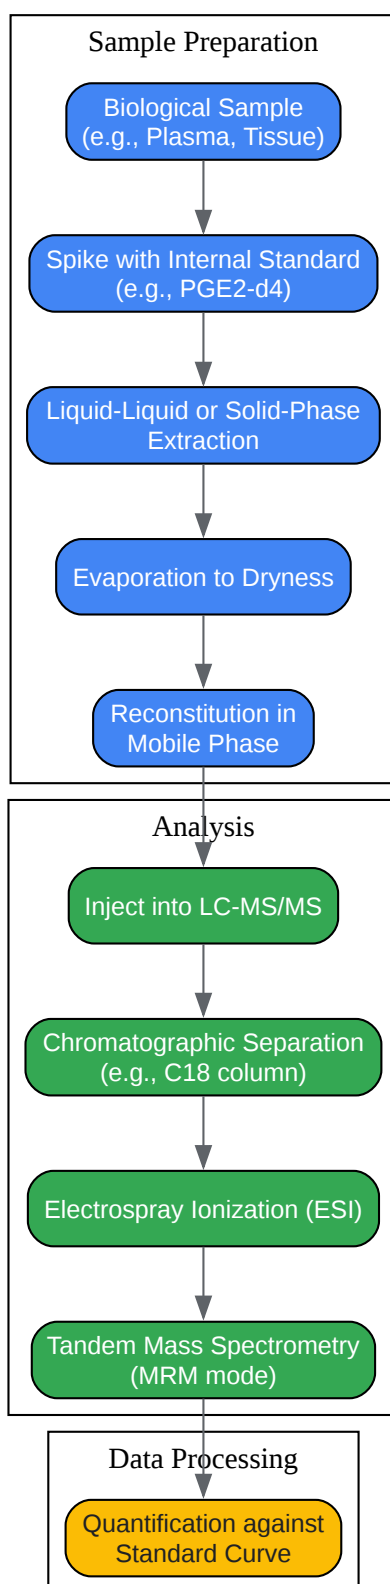 Sample Preparation
Biological Sample
(e.g., Plasma, Tissue)
Spike with Internal Standard
(e.g., PGE2-d4)
Liquid-Liquid or Solid-Phase
Extraction
Evaporation to Dryness
Reconstitution in
Mobile Phase
Analysis
Inject into LC-MS/MS
Chromatographic Separation
(e.g., C18 column)
Electrospray Ionization (ESI)
Tandem Mass Spectrometry
(MRM mode)
Data Processing
Quantification against
Standard Curve